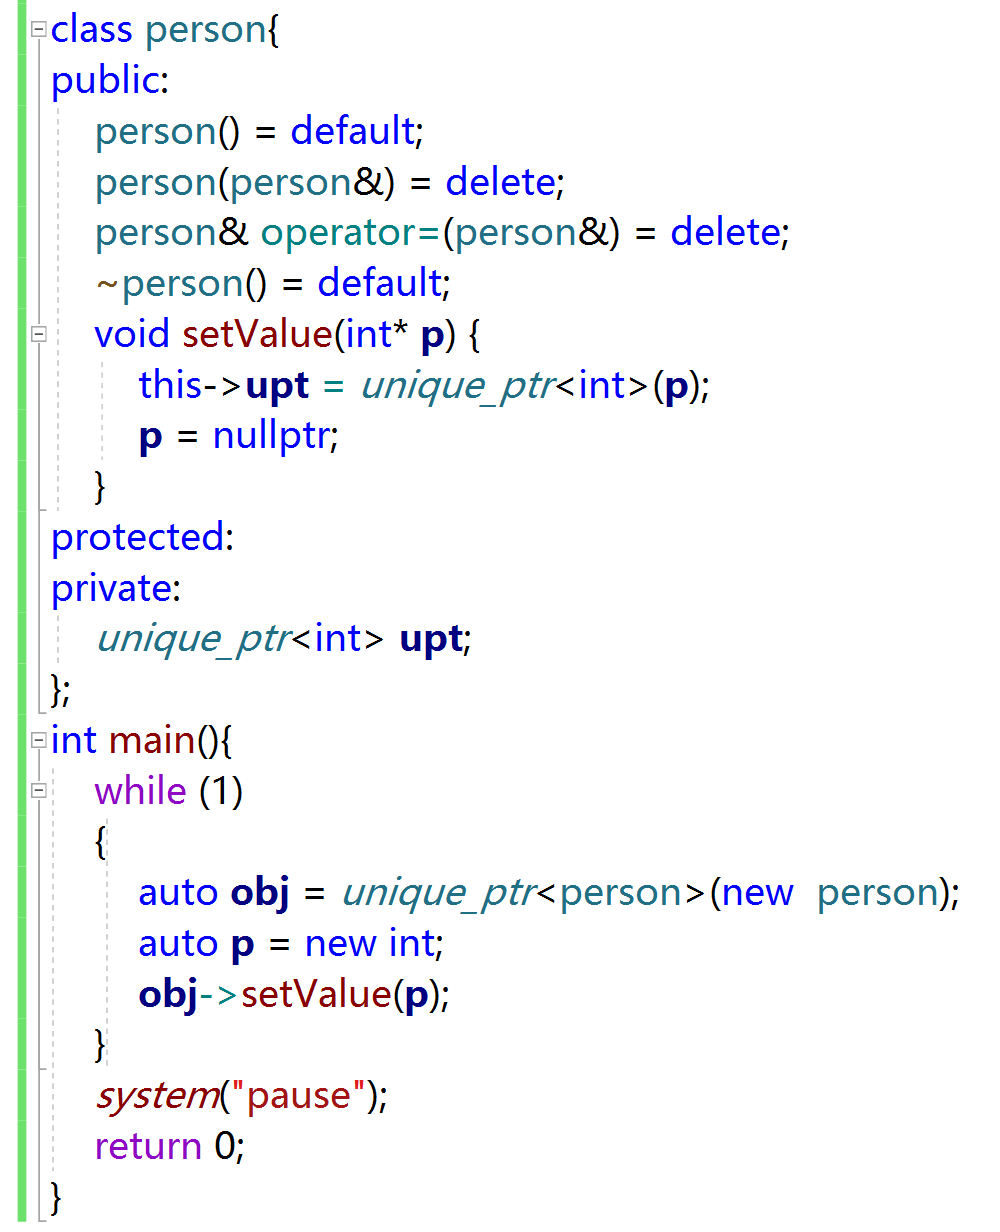 class person{
public:
    person() = default;
    person(person&) = delete;
    person& operator=(person&) = delete;
    ~person() = default;
    void setValue(int* p) {
        this->upt = unique_ptr<int>(p);
        p = nullptr;
    }
protected:
private:
    unique_ptr<int> upt;
};
int main(){
    while (1)
    {
        auto obj = unique_ptr<person>(new  person);
        auto p = new int;
        obj->setValue(p);
    }
    system("pause");
    return 0;
}